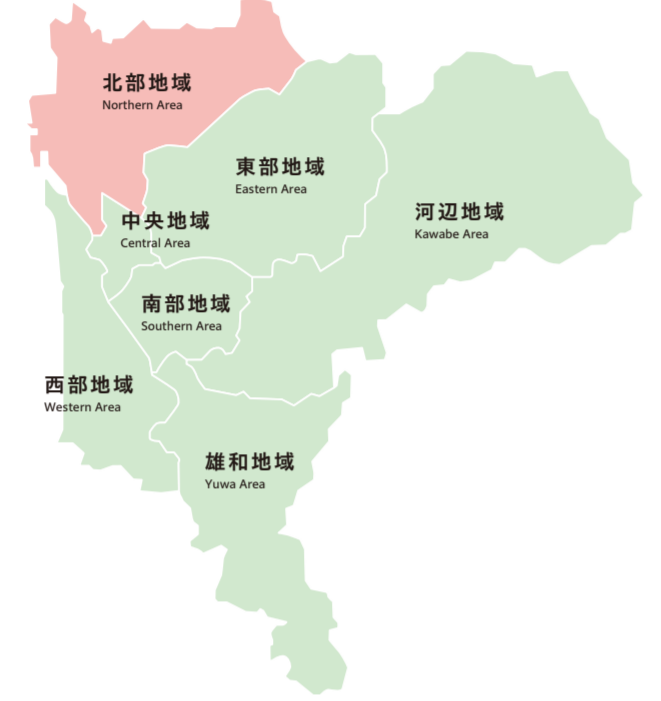 北部地域
Northern Area
東部地域
Eastern Area
中央地域
Central Area
河辺地域
Kawabe Area
南部地域
Southern Area
西部地域
Western Area
雄和地域
Yuwa Area